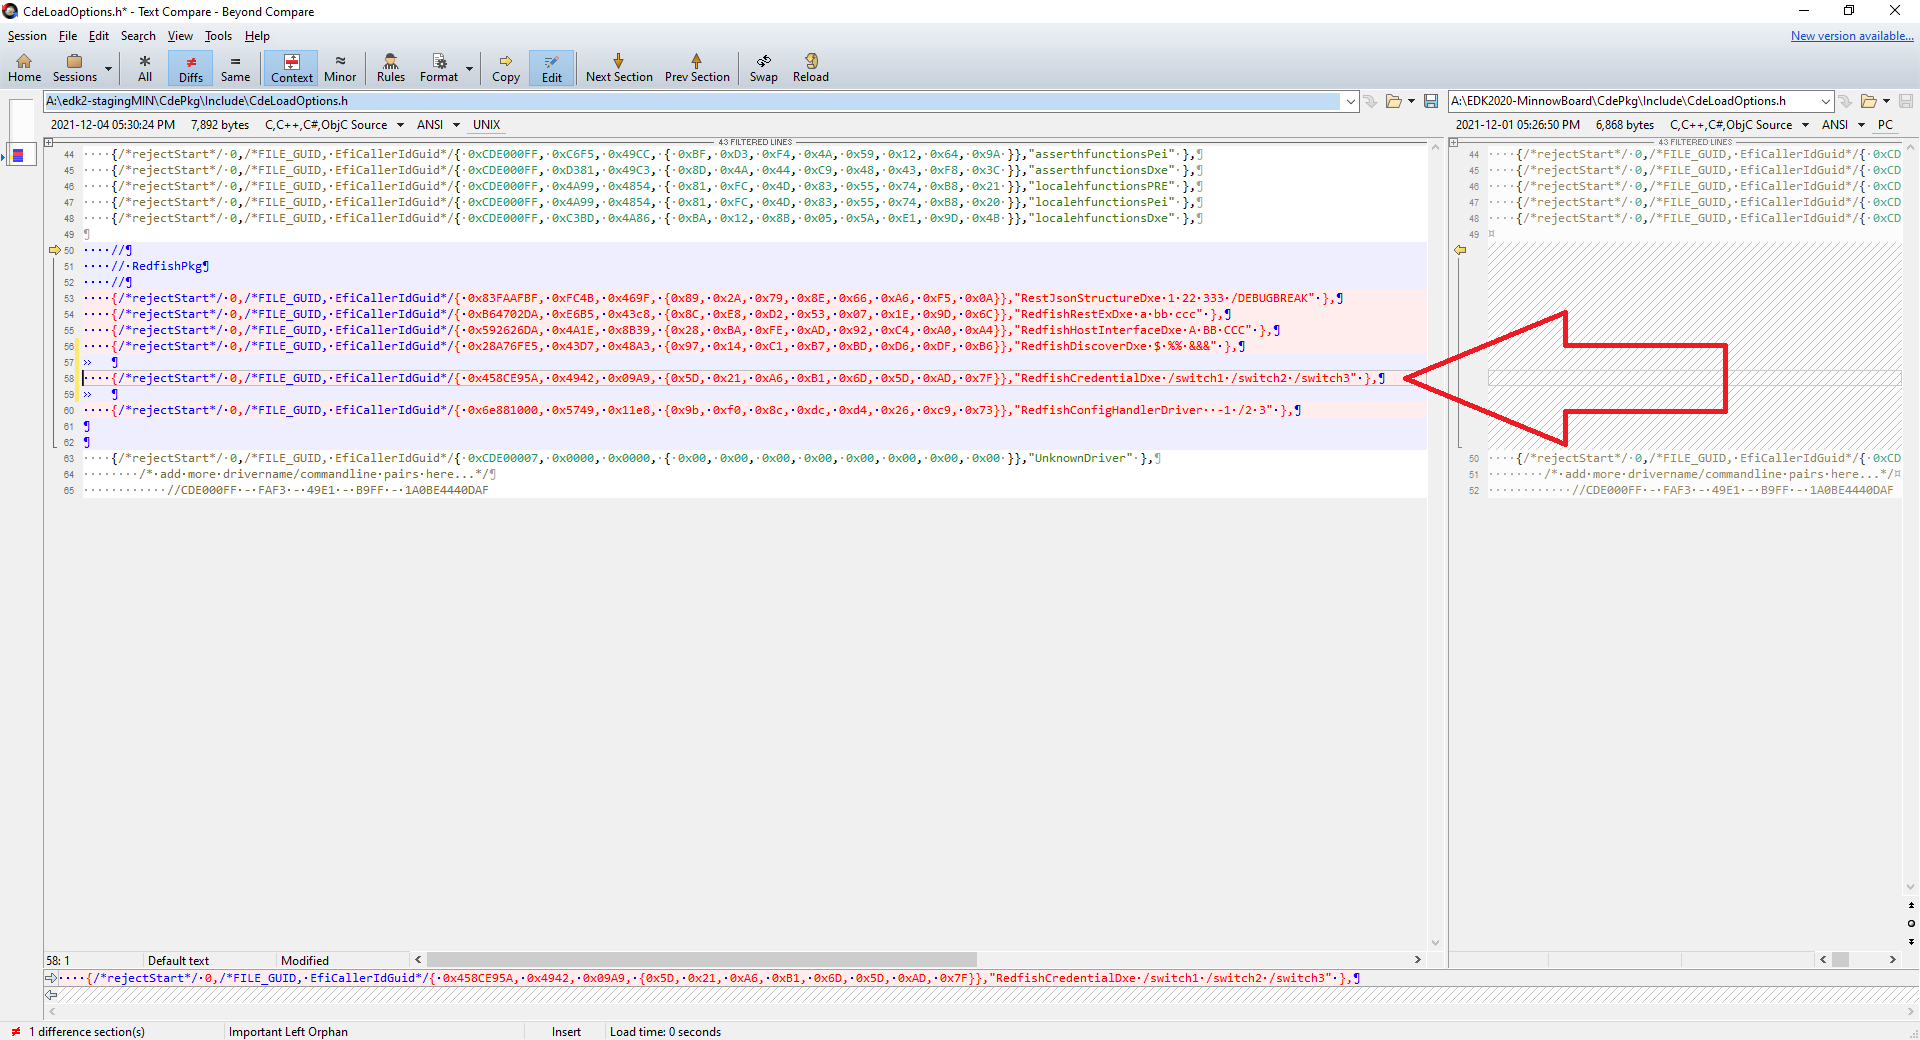 CdeLoadOptions.h* - Text Compare - Beyond Compare
Session File Edit Search View Tools Help
New version available...
Home Sessions All Diffs Same Context Minor Rules Format Copy Edit Next Section Prev Section Swap Reload
A:\edk2-stagingMIN\CdePkg\Include\CdeLoadOptions.h
A:\EDK2020-MinnowBoard\CdePkg\Include\CdeLoadOptions.h
2021-12-04 05:30:24 PM 7,892 bytes C,C++,C#,ObjC Source ANSI UNIX
2021-12-01 05:26:50 PM 6,868 bytes C,C++,C#,ObjC Source ANSI PC
43 FILTERED LINES
44 ····{/*rejectStart*/·0,/*FILE_GUID,·EfiCallerIdGuid*/{·0xCDE000FF,·0xC6F5,·0x49CC,·{·0xBF,·0xD3,·0xF4,·0x4A,·0x59,·0x12,·0x64,·0x9A·}},"asserthfunctionsPei"·},¶
45 ····{/*rejectStart*/·0,/*FILE_GUID,·EfiCallerIdGuid*/{·0xCDE000FF,·0xD381,·0x49C3,·{·0x8D,·0x4A,·0x44,·0xC9,·0x48,·0x43,·0xF8,·0x3C·}},"asserthfunctionsDxe"·},¶
46 ····{/*rejectStart*/·0,/*FILE_GUID,·EfiCallerIdGuid*/{·0xCDE000FF,·0x4A99,·0x4854,·{·0x81,·0xFC,·0x4D,·0x83,·0x55,·0x74,·0xB8,·0x21·}},"localehfunctionsPRE"·},¶
47 ····{/*rejectStart*/·0,/*FILE_GUID,·EfiCallerIdGuid*/{·0xCDE000FF,·0x4A99,·0x4854,·{·0x81,·0xFC,·0x4D,·0x83,·0x55,·0x74,·0xB8,·0x20·}},"localehfunctionsPei"·},¶
48 ····{/*rejectStart*/·0,/*FILE_GUID,·EfiCallerIdGuid*/{·0xCDE000FF,·0xC3BD,·0x4A86,·{·0xBA,·0x12,·0x8B,·0x05,·0x5A,·0xE1,·0x9D,·0x4B·}},"localehfunctionsDxe"·},¶
49 ¶
50 ····//¶
51 ····//·RedfishPkg¶
52 ····//¶
53 ····{/*rejectStart*/·0,/*FILE_GUID,·EfiCallerIdGuid*/{·0x83FAAFBF,·0xFC4B,·0x469F,·{0x89,·0x2A,·0x79,·0x8E,·0x66,·0xA6,·0xF5,·0x0A}},"RestJsonStructureDxe·1·22·333·/DEBUGBREAK"·},¶
54 ····{/*rejectStart*/·0,/*FILE_GUID,·EfiCallerIdGuid*/{·0xB64702DA,·0xE6B5,·0x43c8,·{0x8C,·0xE8,·0xD2,·0x53,·0x07,·0x1E,·0x9D,·0x6C}},"RedfishRestExDxe·a·bb·ccc"·},¶
55 ····{/*rejectStart*/·0,/*FILE_GUID,·EfiCallerIdGuid*/{·0x592626DA,·0x4A1E,·0x8B39,·{0x28,·0xBA,·0xFE,·0xAD,·0x92,·0xC4,·0xA0,·0xA4}},"RedfishHostInterfaceDxe·A·BB·CCC"·},¶
56 ····{/*rejectStart*/·0,/*FILE_GUID,·EfiCallerIdGuid*/{·0x28A76FE5,·0x43D7,·0x48A3,·{0x97,·0x14,·0xC1,·0xB7,·0xBD,·0xD6,·0xDF,·0xB6}},"RedfishDiscoverDxe·$·%%·&&&"·},¶
57 » ¶
58 ····{/*rejectStart*/·0,/*FILE_GUID,·EfiCallerIdGuid*/{·0x458CE95A,·0x4942,·0x09A9,·{0x5D,·0x21,·0xA6,·0xB1,·0x6D,·0x5D,·0xAD,·0x7F}},"RedfishCredentialDxe·/switch1·/switch2·/switch3"·},¶
59 » ¶
60 ····{/*rejectStart*/·0,/*FILE_GUID,·EfiCallerIdGuid*/{·0x6e881000,·0x5749,·0x11e8,·{0x9b,·0xf0,·0x8c,·0xdc,·0xd4,·0x26,·0xc9,·0x73}},"RedfishConfigHandlerDriver··-1·/2·3"·},¶
61 ¶
62 ¶
63 ····{/*rejectStart*/·0,/*FILE_GUID,·EfiCallerIdGuid*/{·0xCDE00007,·0x0000,·0x0000,·{·0x00,·0x00,·0x00,·0x00,·0x00,·0x00,·0x00,·0x00·}},"UnknownDriver"·},¶
64 ········/*·add·more·drivername/commandline·pairs·here...*/¶
65 ············//CDE000FF·-·FAF3·-·49E1·-·B9FF·-·1A0BE4440DAF
43 FILTERED LINES
44 ····{/*rejectStart*/·0,/*FILE_GUID,·EfiCallerIdGuid*/{·0xCD
45 ····{/*rejectStart*/·0,/*FILE_GUID,·EfiCallerIdGuid*/{·0xCD
46 ····{/*rejectStart*/·0,/*FILE_GUID,·EfiCallerIdGuid*/{·0xCD
47 ····{/*rejectStart*/·0,/*FILE_GUID,·EfiCallerIdGuid*/{·0xCD
48 ····{/*rejectStart*/·0,/*FILE_GUID,·EfiCallerIdGuid*/{·0xCD
49 ¤
50 ····{/*rejectStart*/·0,/*FILE_GUID,·EfiCallerIdGuid*/{·0xCD
51 ········/*·add·more·drivername/commandline·pairs·here...*/¤
52 ············//CDE000FF·-·FAF3·-·49E1·-·B9FF·-·1A0BE4440DAF
58: 1 Default text Modified
····{/*rejectStart*/·0,/*FILE_GUID,·EfiCallerIdGuid*/{·0x458CE95A,·0x4942,·0x09A9,·{0x5D,·0x21,·0xA6,·0xB1,·0x6D,·0x5D,·0xAD,·0x7F}},"RedfishCredentialDxe·/switch1·/switch2·/switch3"·},¶
1 difference section(s) Important Left Orphan Insert Load time: 0 seconds